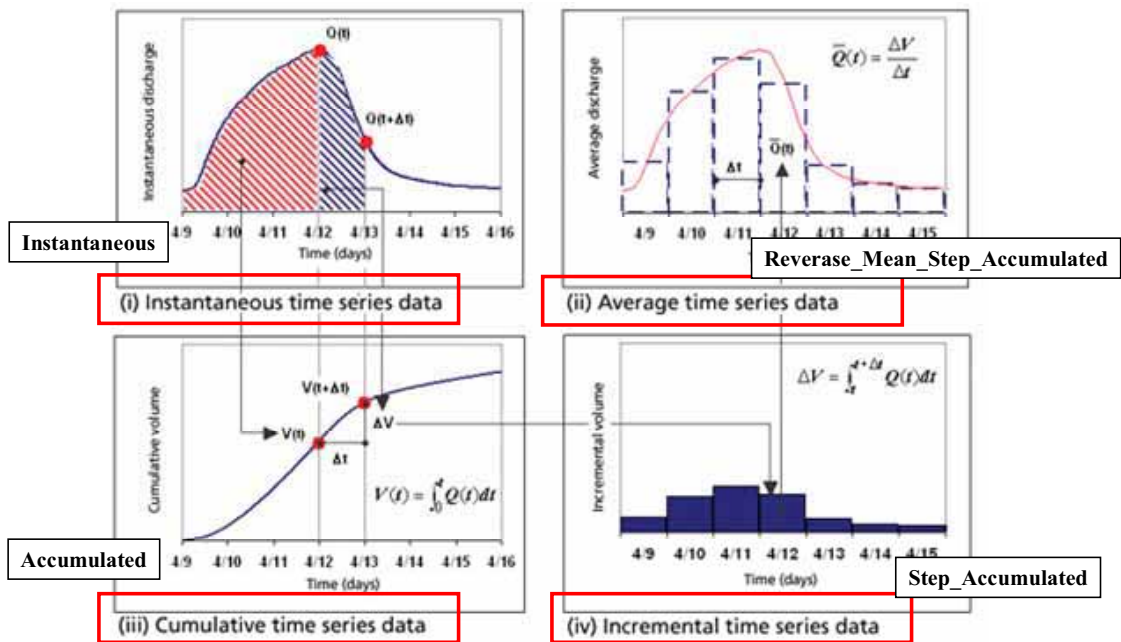 Instantaneous discharge
Q(t)
Q(t+Δt)
4/9 4/10 4/11 4/12 4/13 4/14 4/15 4/16
Time (days)
Instantaneous
(i) Instantaneous time series data
Average discharge
Q̅(t) = ΔV/Δt
Δt
Q̅(t)
4/9 4/10 4/11 4/12 4/13 4/14 4/15
Reverase_Mean_Step_Accumulated
(ii) Average time series data
Cumulative volume
V(t+Δt)
V(t)
ΔV
Δt
V(t) = ∫₀ᵗ Q(t)dt
4/9 4/10 4/11 4/12 4/13 4/14 4/15 4/16
Time (days)
Accumulated
(iii) Cumulative time series data
Incremental volume
ΔV = ∫ₜᵗ⁺ᐞᵗ Q(t)dt
4/9 4/10 4/11 4/12 4/13 4/14 4/15
Time (days)
Step_Accumulated
(iv) Incremental time series data